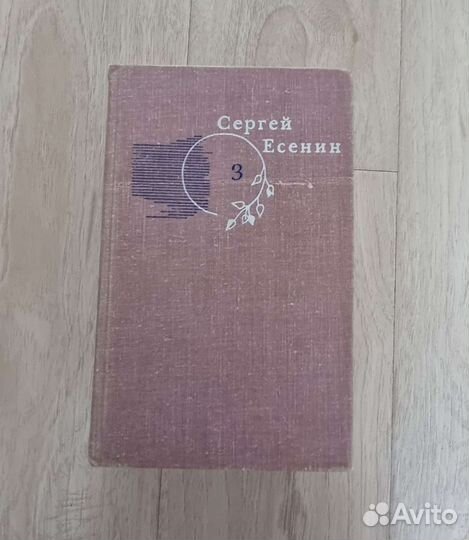 Сергей
Есенин
3
Avito